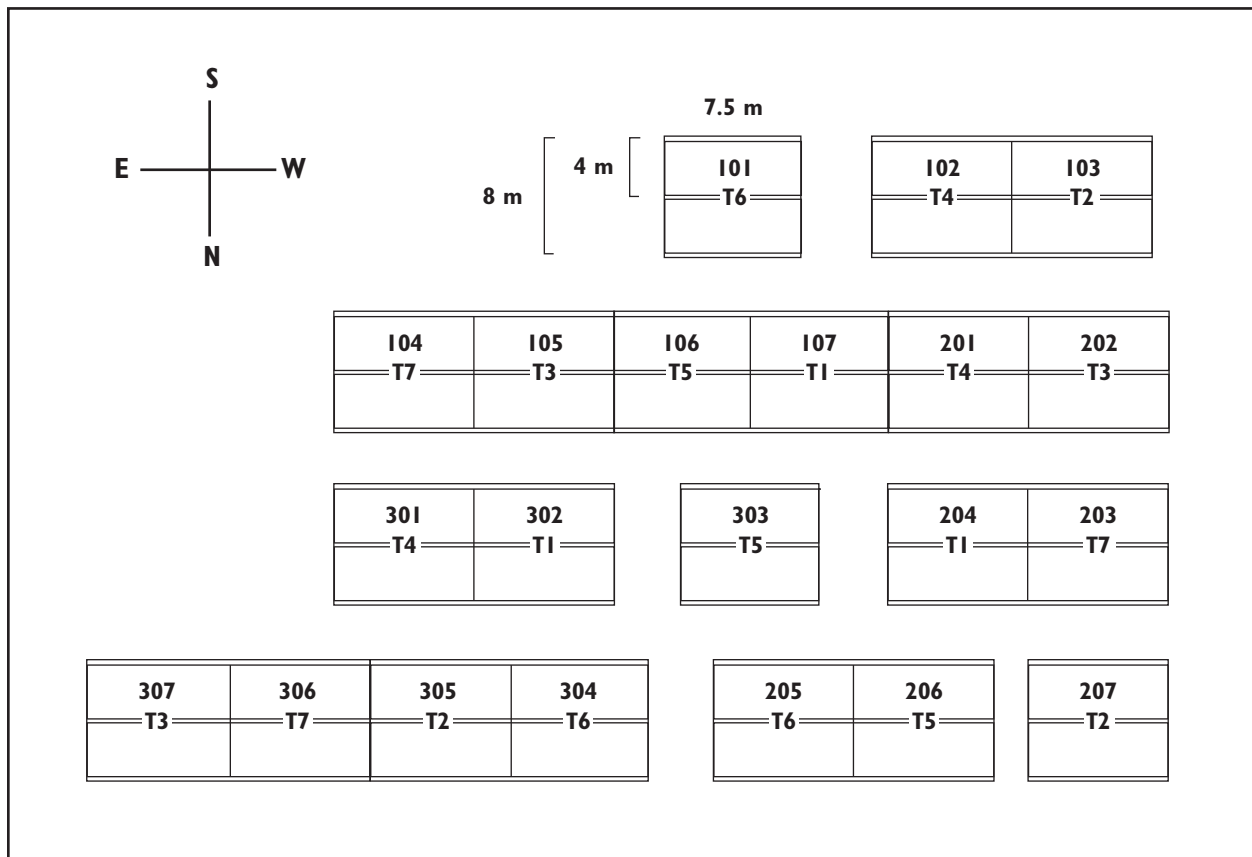 S
E W
N
7.5 m
4 m
8 m
101 102 103
T6 T4 T2
104 105 106 107 201 202
T7 T3 T5 T1 T4 T3
301 302 303 204 203
T4 T1 T5 T1 T7
307 306 305 304 205 206 207
T3 T7 T2 T6 T6 T5 T2